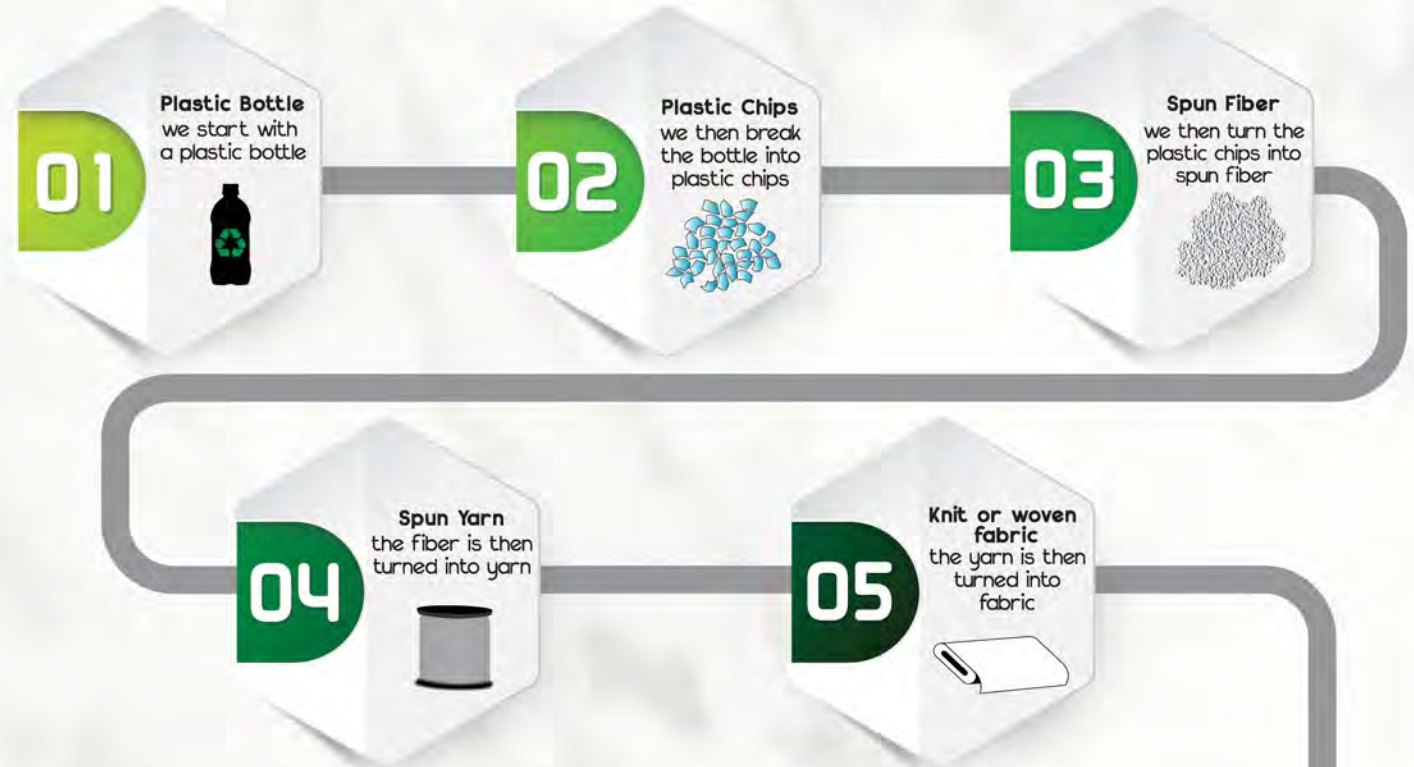 01
Plastic Bottle
we start with
a plastic bottle
02
Plastic Chips
we then break
the bottle into
plastic chips
03
Spun Fiber
we then turn the
plastic chips into
spun fiber
04
Spun Yarn
the fiber is then
turned into yarn
05
Knit or woven
fabric
the yarn is then
turned into
fabric